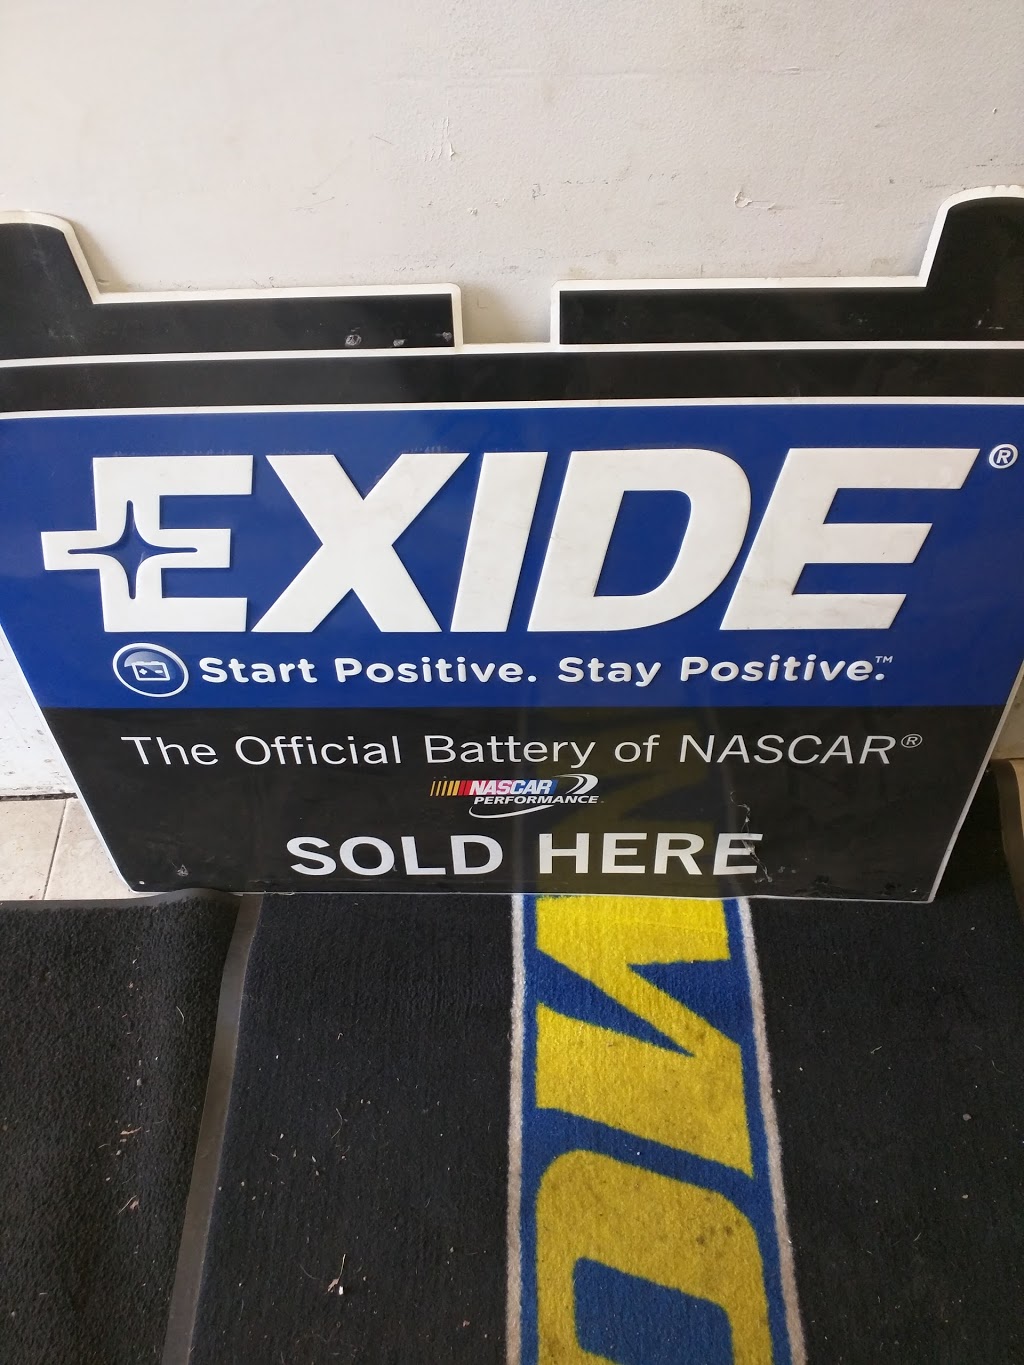 EXIDE®
Start Positive. Stay Positive.™
The Official Battery of NASCAR®
NASCAR
PERFORMANCE
SOLD HERE